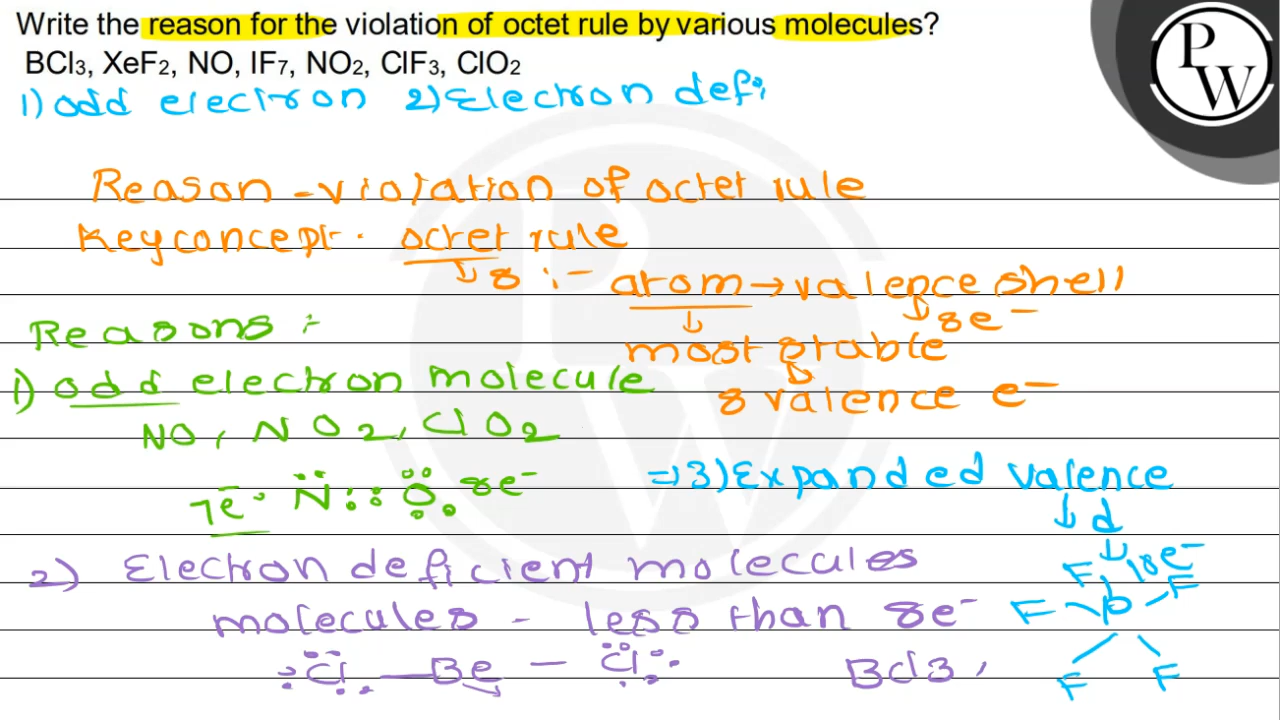 Write the reason for the violation of octet rule by various molecules?
BCl₃, XeF₂, NO, IF₇, NO₂, ClF₃, ClO₂
P
W
1) odd electron 2) Electron defi
Reason - violation of octet rule
Key concept. octet rule
↳ 8 :- atom → valence shell
↓ 8e⁻
most stable
8 valence e⁻
Reasons :-
1) odd electron molecule
NO, NO2, ClO2
7e⁻ N :: O 8e⁻
⇒ 3) Expanded valence
↓ d
↓ 10e⁻
F F
F P
F F
2) Electron deficient molecules
molecules - less than 8e⁻
Cl — Be — Cl BCl3,